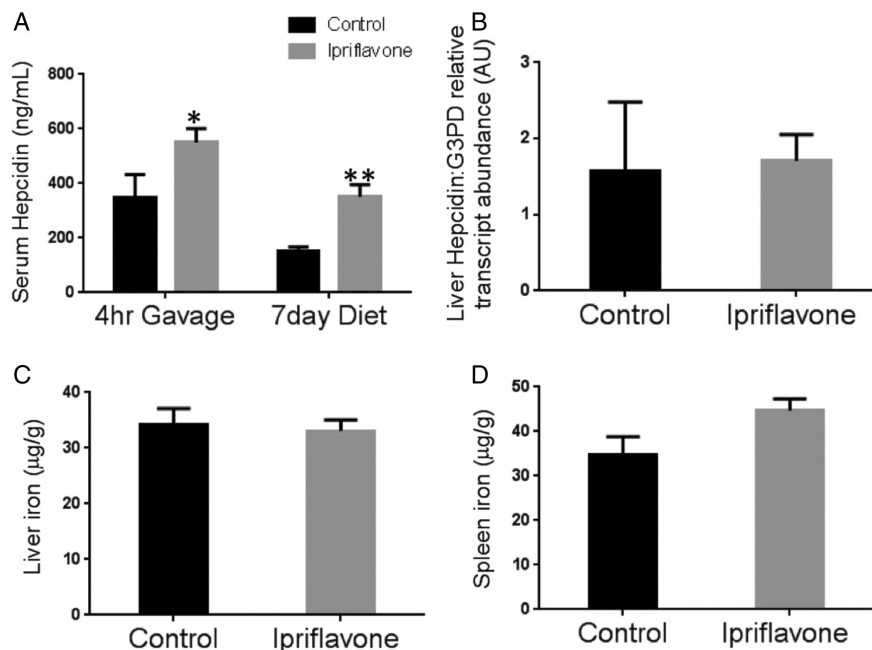 A
Control
Ipriflavone
Serum Hepcidin (ng/mL)
800
600
400
200
0
*
**
4hr Gavage
7day Diet
B
Liver Hepcidin:G3PD relative
transcript abundance (AU)
3
2
1
0
Control
Ipriflavone
C
Liver iron (µg/g)
40
30
20
10
0
Control
Ipriflavone
D
Spleen iron (µg/g)
50
40
30
20
10
0
Control
Ipriflavone